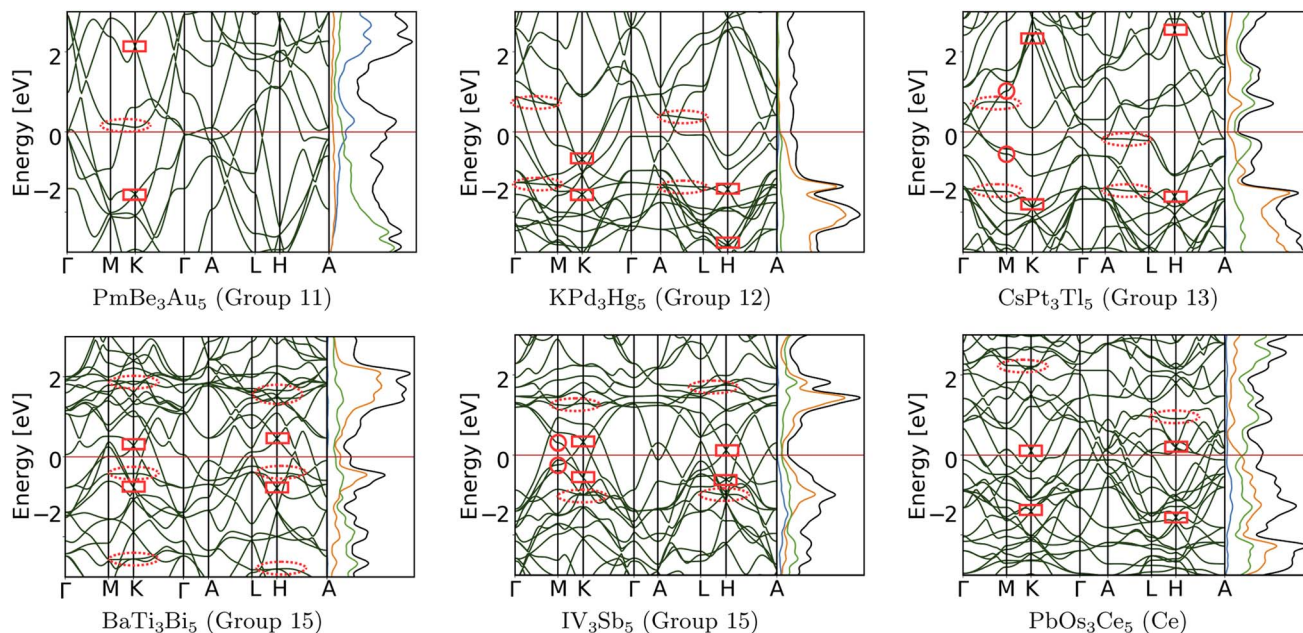 Energy [eV]
2
0
−2
Γ M K Γ A L H A
PmBe₃Au₅ (Group 11)
Energy [eV]
2
0
−2
Γ M K Γ A L H A
KPd₃Hg₅ (Group 12)
Energy [eV]
2
0
−2
Γ M K Γ A L H A
CsPt₃Tl₅ (Group 13)
Energy [eV]
2
0
−2
Γ M K Γ A L H A
BaTi₃Bi₅ (Group 15)
Energy [eV]
2
0
−2
Γ M K Γ A L H A
IV₃Sb₅ (Group 15)
Energy [eV]
2
0
−2
Γ M K Γ A L H A
PbOs₃Ce₅ (Ce)